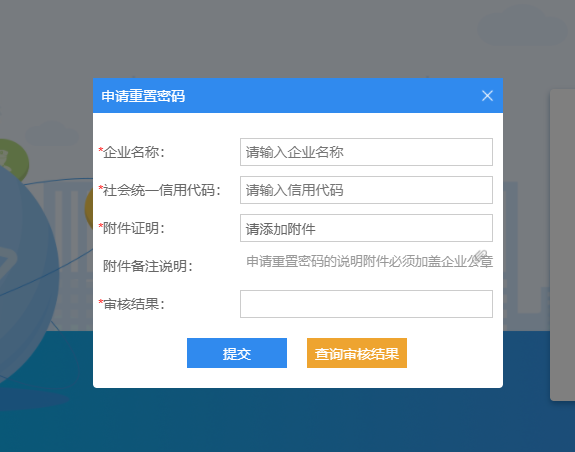 申请重置密码
*企业名称： 请输入企业名称
*社会统一信用代码： 请输入信用代码
*附件证明： 请添加附件
附件备注说明： 申请重置密码的说明附件必须加盖企业公章
*审核结果：
提交 查询审核结果